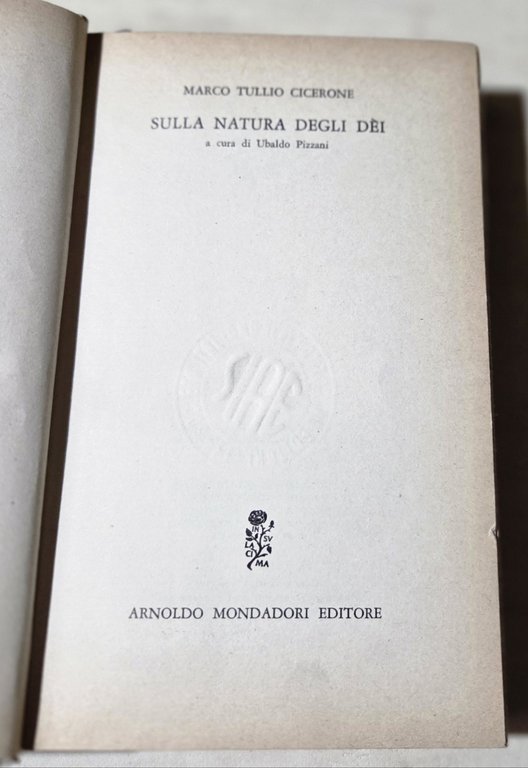 MARCO TULLIO CICERONE
SULLA NATURA DEGLI DÈI
a cura di Ubaldo Pizzani
SIAE
IN SV
LA CI
MA
ARNOLDO MONDADORI EDITORE